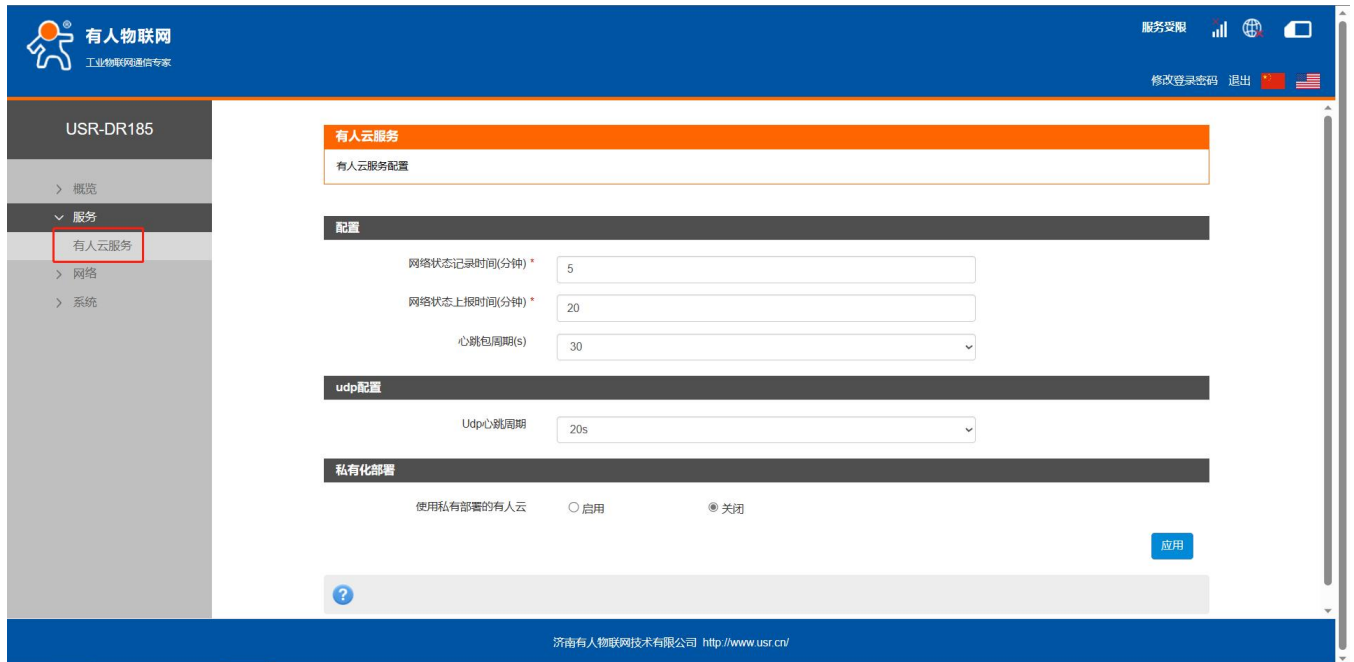 有人物联网
工业物联网通信专家
服务受限
修改登录密码 退出
USR-DR185
概览
服务
有人云服务
网络
系统
有人云服务
有人云服务配置
配置
网络状态记录时间(分钟) *
5
网络状态上报时间(分钟) *
20
心跳包周期(s)
30
udp配置
Udp心跳周期
20s
私有化部署
使用私有部署的有人云 启用 关闭
应用
济南有人物联网技术有限公司 http://www.usr.cn/